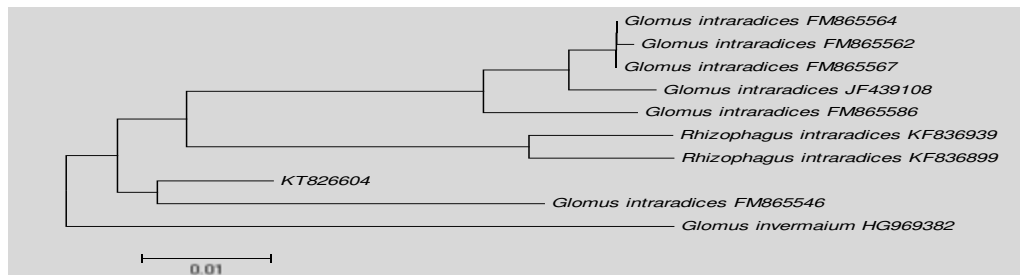 Glomus intraradices FM865564
Glomus intraradices FM865562
Glomus intraradices FM865567
Glomus intraradices JF439108
Glomus intraradices FM865586
Rhizophagus intraradices KF836939
Rhizophagus intraradices KF836899
KT826604
Glomus intraradices FM865546
Glomus invermaium HG969382
0.01